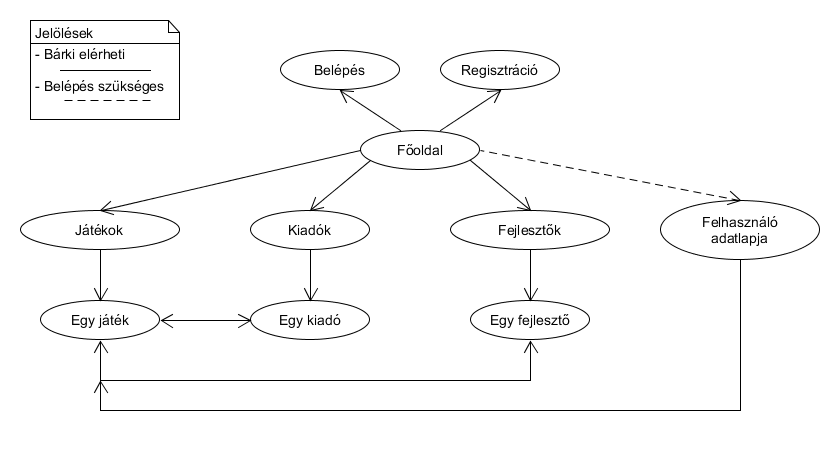 Jelölések
- Bárki elérheti
- Belépés szükséges
Belépés
Regisztráció
Főoldal
Játékok
Kiadók
Fejlesztők
Felhasználó
adatlapja
Egy játék
Egy kiadó
Egy fejlesztő